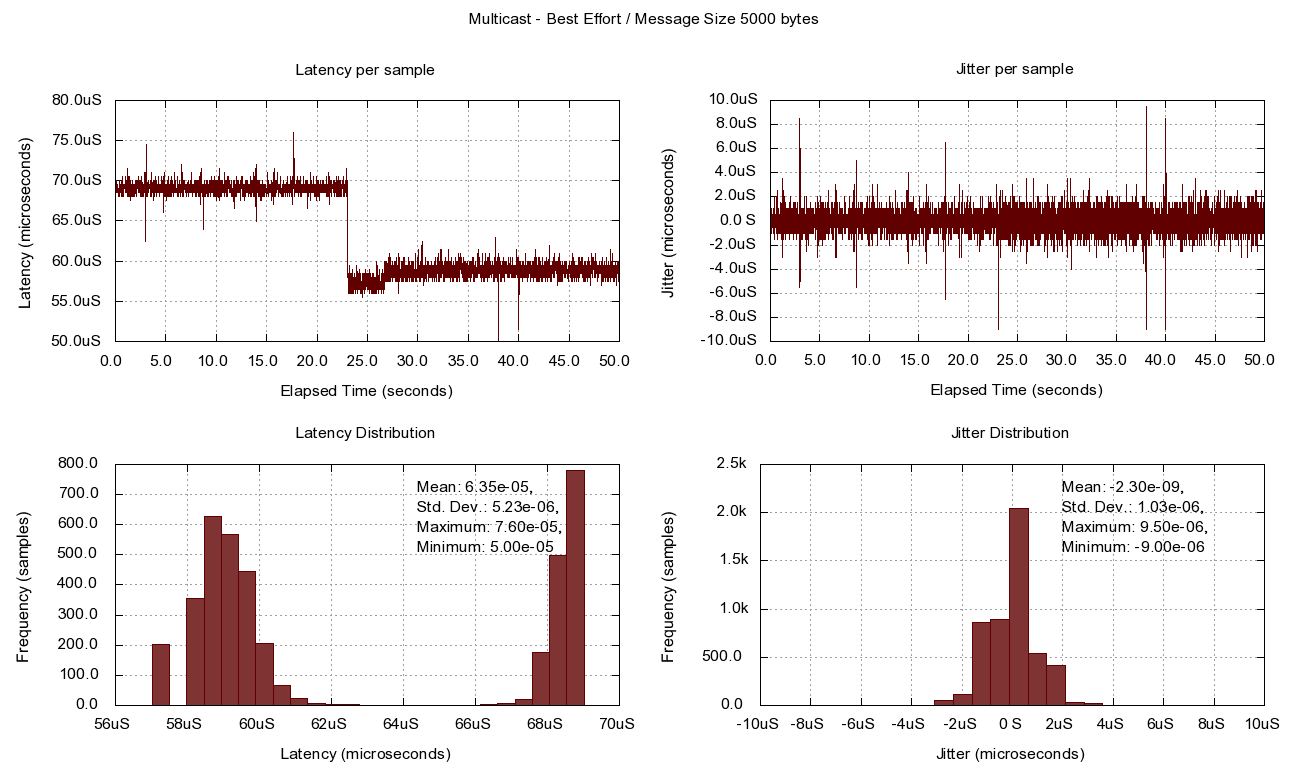 Multicast - Best Effort / Message Size 5000 bytes
Latency per sample
80.0uS
75.0uS
70.0uS
65.0uS
60.0uS
55.0uS
50.0uS
Latency (microseconds)
0.0 5.0 10.0 15.0 20.0 25.0 30.0 35.0 40.0 45.0 50.0
Elapsed Time (seconds)
Jitter per sample
10.0uS
8.0uS
6.0uS
4.0uS
2.0uS
0.0 S
-2.0uS
-4.0uS
-6.0uS
-8.0uS
-10.0uS
Jitter (microseconds)
0.0 5.0 10.0 15.0 20.0 25.0 30.0 35.0 40.0 45.0 50.0
Elapsed Time (seconds)
Latency Distribution
800.0
700.0
600.0
500.0
400.0
300.0
200.0
100.0
0.0
Frequency (samples)
Mean: 6.35e-05,
Std. Dev.: 5.23e-06,
Maximum: 7.60e-05,
Minimum: 5.00e-05
56uS 58uS 60uS 62uS 64uS 66uS 68uS 70uS
Latency (microseconds)
Jitter Distribution
2.5k
2.0k
1.5k
1.0k
500.0
0.0
Frequency (samples)
Mean: -2.30e-09,
Std. Dev.: 1.03e-06,
Maximum: 9.50e-06,
Minimum: -9.00e-06
-10uS -8uS -6uS -4uS -2uS 0 S 2uS 4uS 6uS 8uS 10uS
Jitter (microseconds)